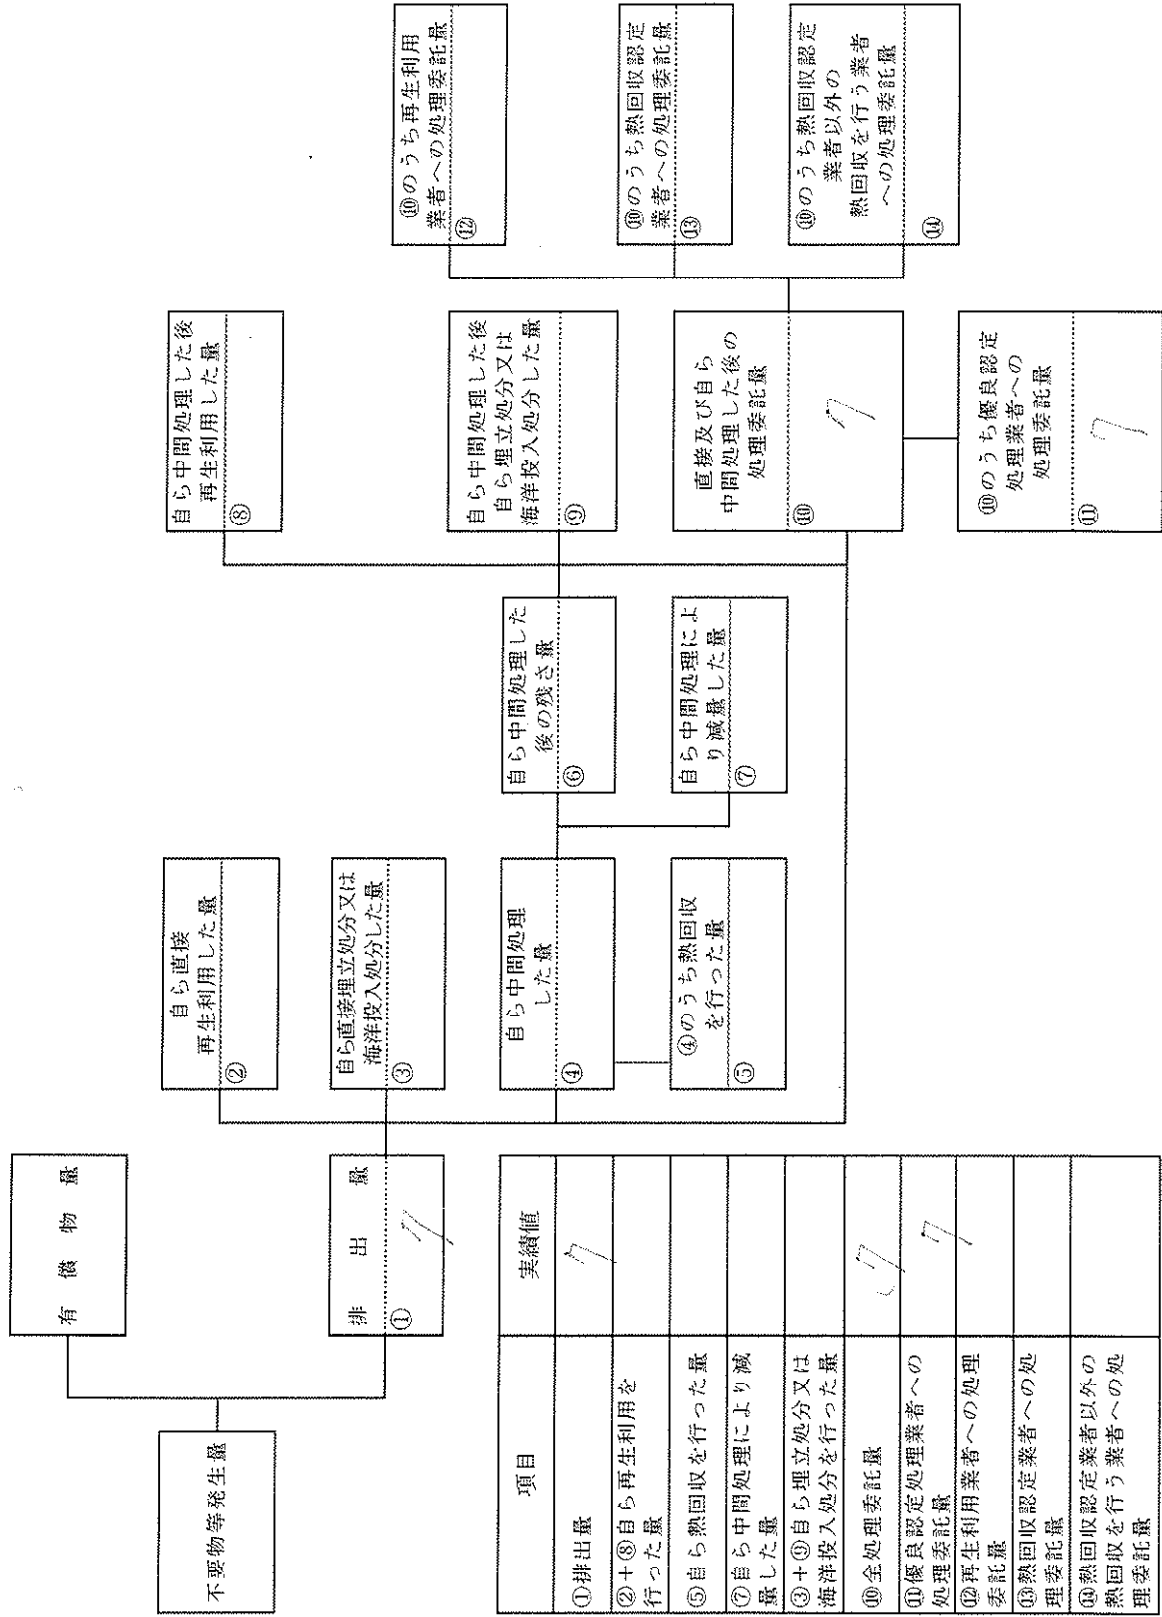 有償物量
不要物等発生量
排出量
①
7
自ら直接
再生利用した量
②
自ら直接埋立処分又は
海洋投入処分した量
③
自ら中間処理
した量
④
④のうち熱回収
を行った量
⑤
自ら中間処理した
後の残さ量
⑥
自ら中間処理によ
り減量した量
⑦
自ら中間処理した後
再生利用した量
⑧
自ら中間処理した後
自ら埋立処分又は
海洋投入処分した量
⑨
直接及び自ら
中間処理した後の
処理委託量
⑩
7
⑩のうち優良認定
処理業者への
処理委託量
⑪
7
⑩のうち再生利用
業者への処理委託量
⑫
⑩のうち熱回収認定
業者への処理委託量
⑬
⑩のうち熱回収認定
業者以外の
熱回収を行う業者
への処理委託量
⑭
項目 実績値
①排出量 7
②+⑧自ら再生利用を
行った量
⑤自ら熱回収を行った量
⑦自ら中間処理により減
量した量
③+⑨自ら埋立処分又は
海洋投入処分を行った量
⑩全処理委託量 7
⑪優良認定処理業者への
処理委託量 7
⑫再生利用業者への処理
委託量
⑬熱回収認定業者への処
理委託量
⑭熱回収認定業者以外の
熱回収を行う業者への処
理委託量